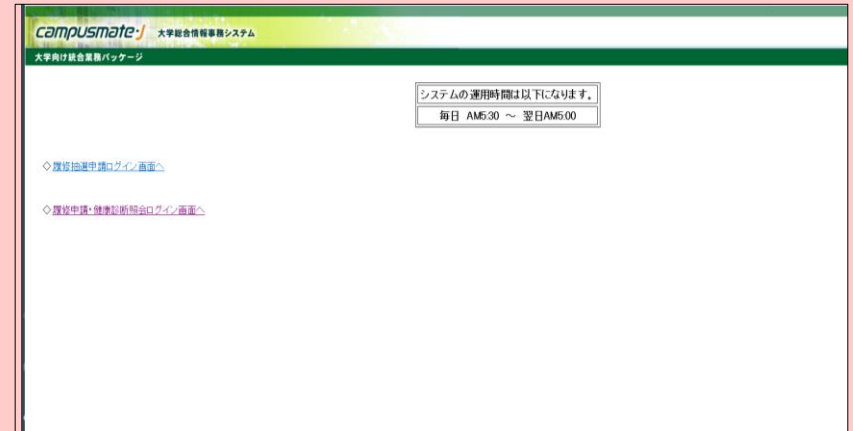 campusmate-J 大学総合情報事務システム
大学向け統合業務パッケージ
システムの運用時間は以下になります。
毎日 AM5:30 ～ 翌日AM5:00
◇履修抽選申請ログイン画面へ
◇履修申請・健康診断照会ログイン画面へ